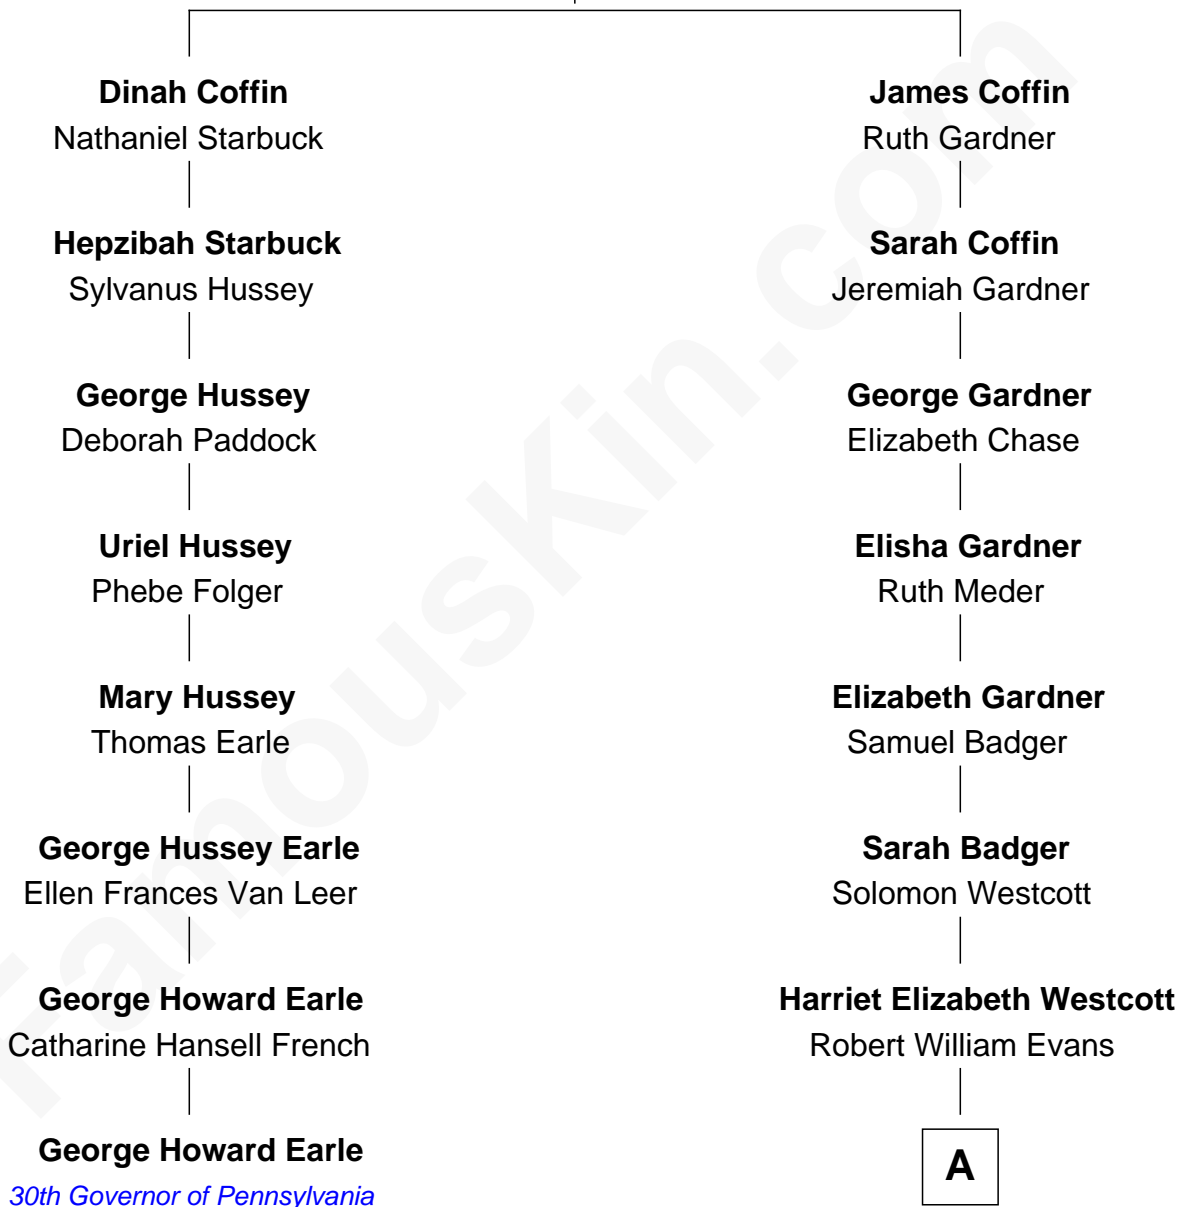 Dinah Coffin
Nathaniel Starbuck
Hepzibah Starbuck
Sylvanus Hussey
George Hussey
Deborah Paddock
Uriel Hussey
Phebe Folger
Mary Hussey
Thomas Earle
George Hussey Earle
Ellen Frances Van Leer
George Howard Earle
Catharine Hansell French
George Howard Earle
30th Governor of Pennsylvania
James Coffin
Ruth Gardner
Sarah Coffin
Jeremiah Gardner
George Gardner
Elizabeth Chase
Elisha Gardner
Ruth Meder
Elizabeth Gardner
Samuel Badger
Sarah Badger
Solomon Westcott
Harriet Elizabeth Westcott
Robert William Evans
A
FamousKin.com